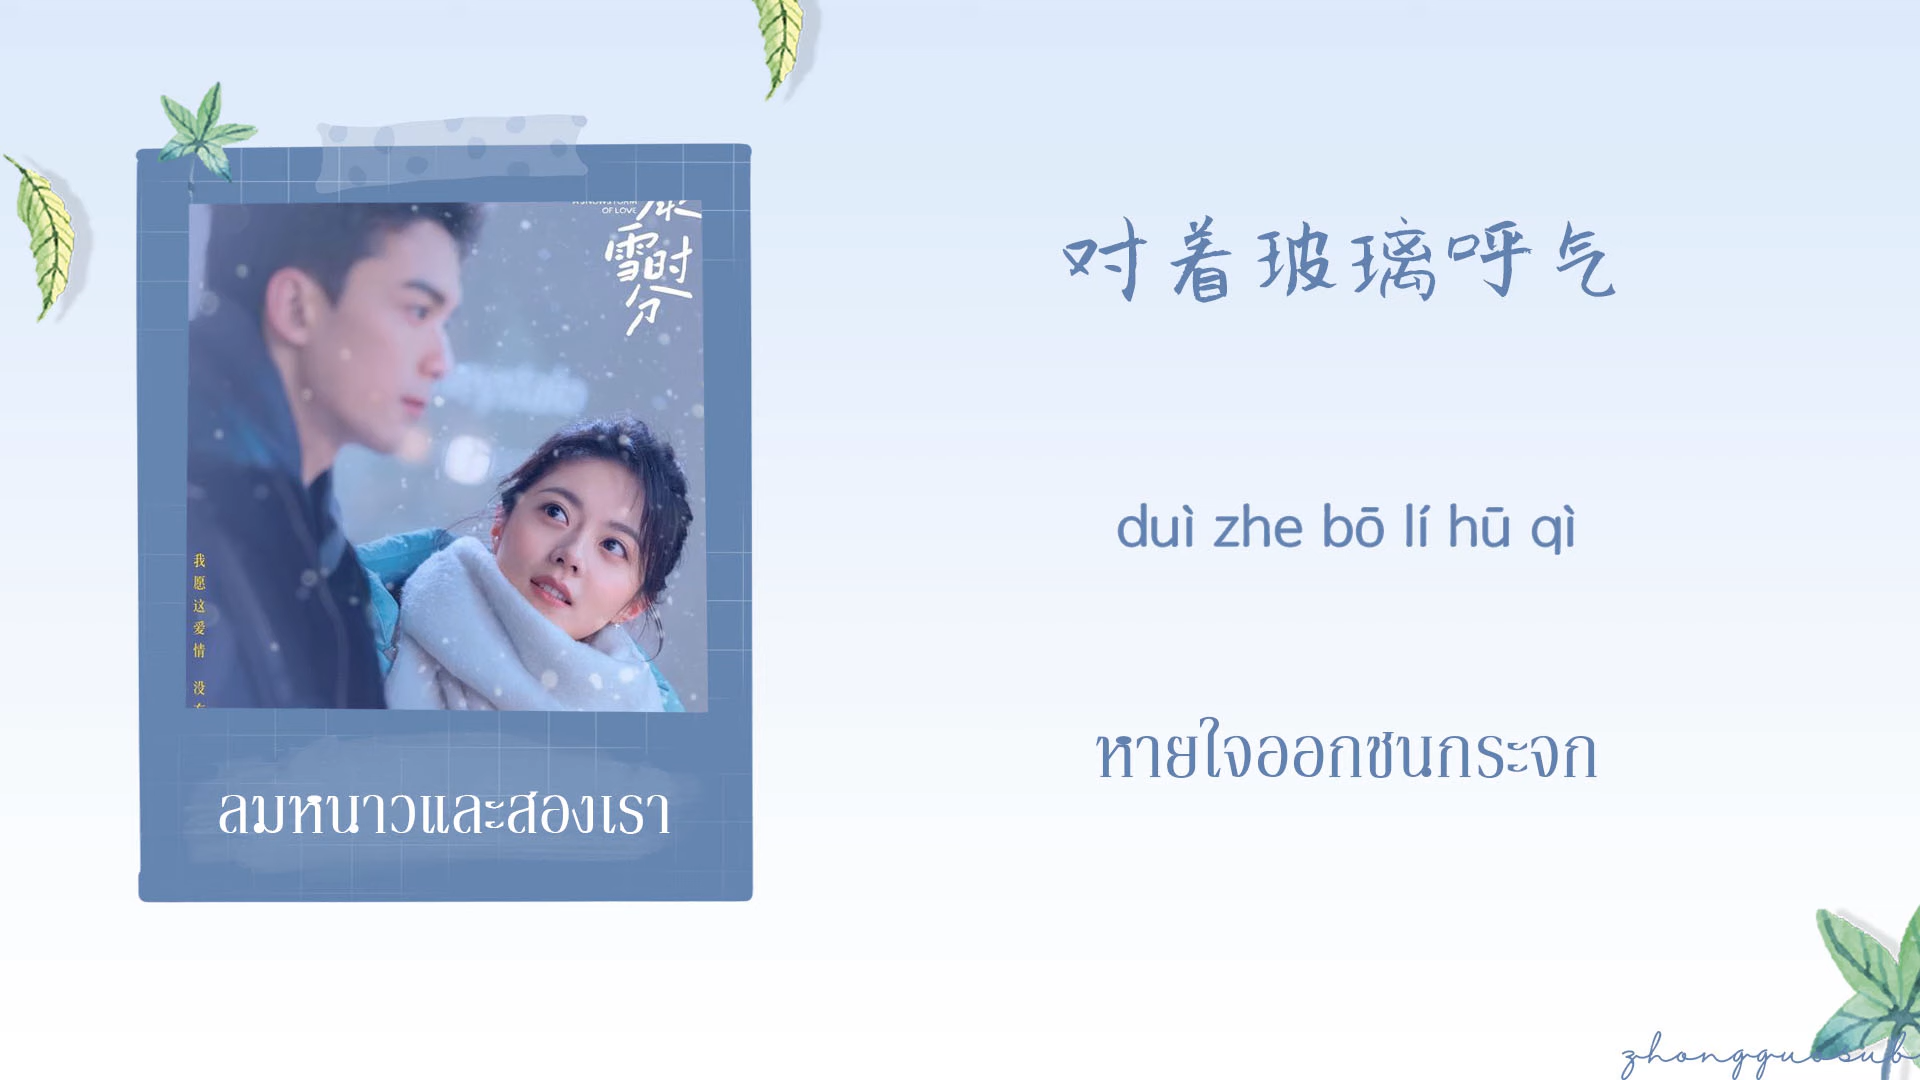 OF LOVE
雪时
分
我愿这爱情 没
ลมหนาวและสองเรา
对着玻璃呼气
duì zhe bō lí hū qì
หายใจออกชนกระจก
zhongguosub